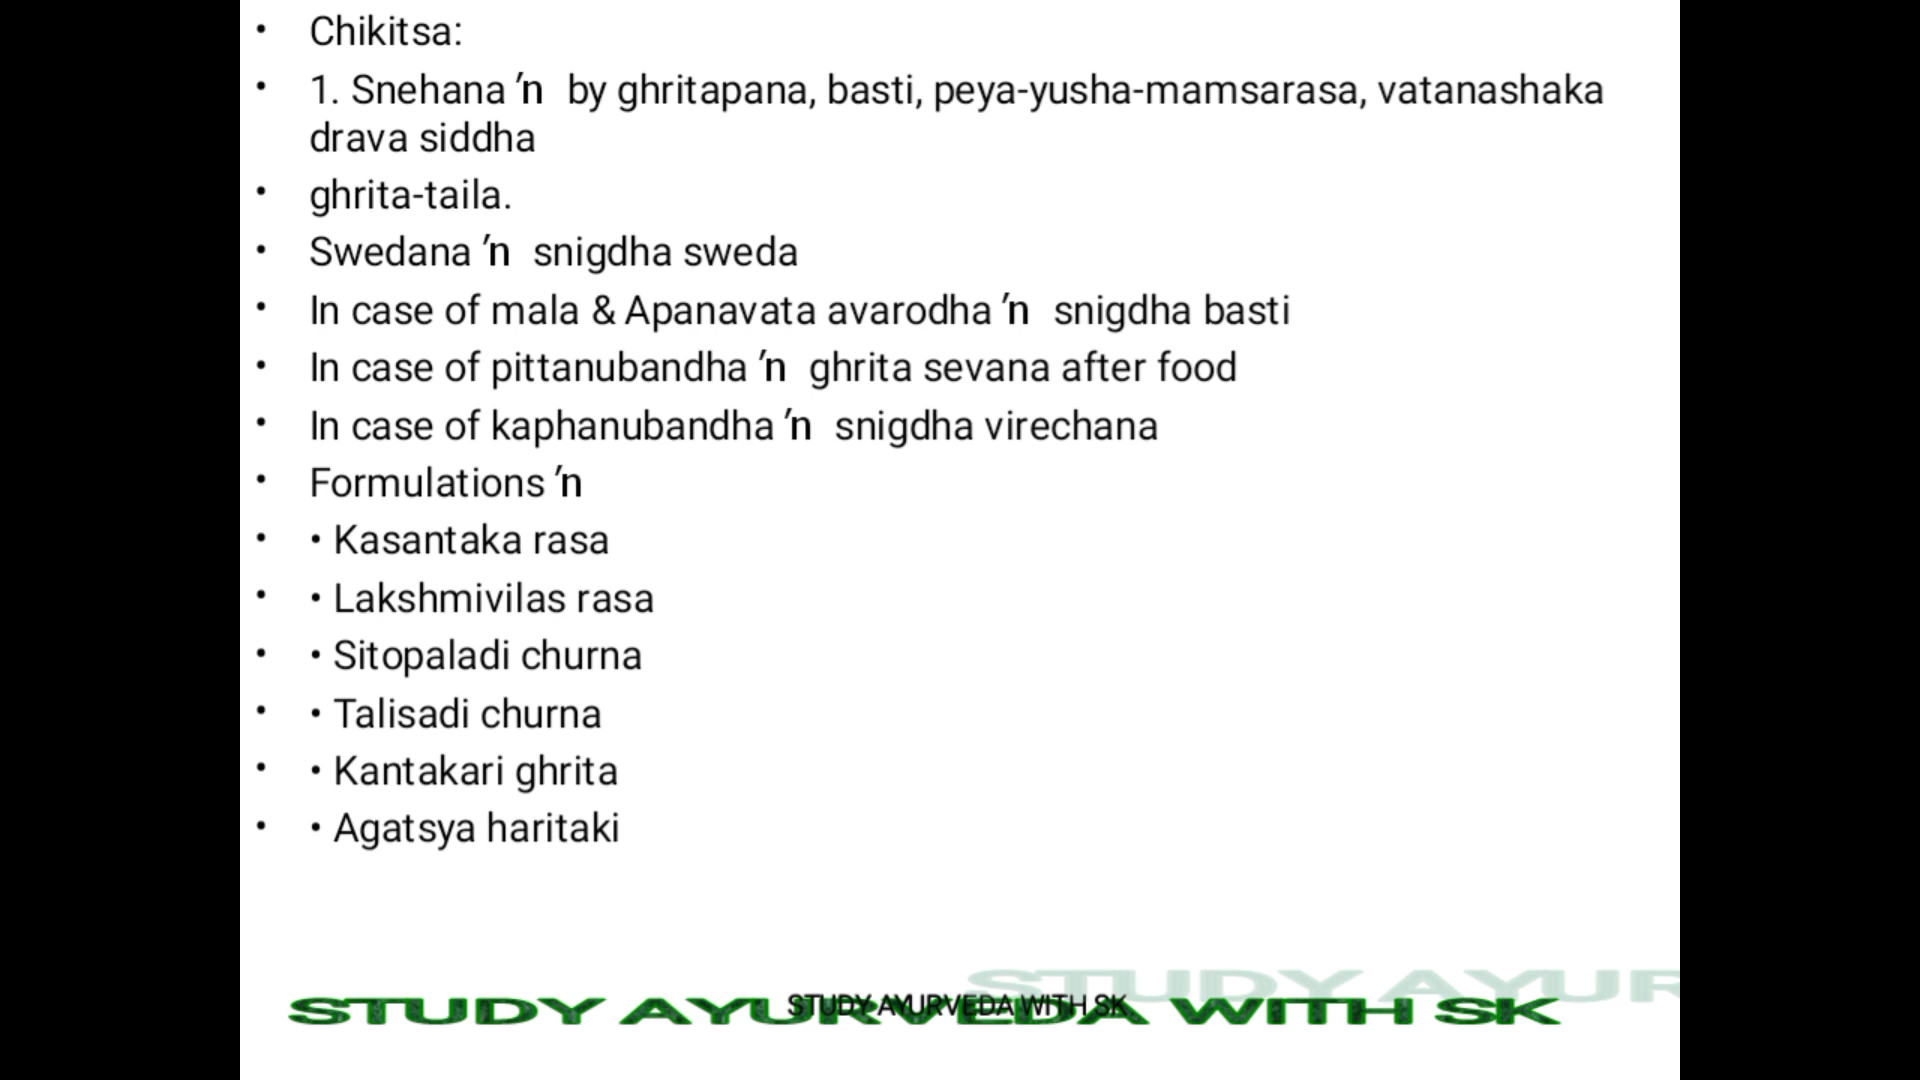 • Chikitsa:
• 1. Snehana ′n by ghritapana, basti, peya-yusha-mamsarasa, vatanashaka
drava siddha
• ghrita-taila.
• Swedana ′n snigdha sweda
• In case of mala & Apanavata avarodha ′n snigdha basti
• In case of pittanubandha ′n ghrita sevana after food
• In case of kaphanubandha ′n snigdha virechana
• Formulations ′n
• • Kasantaka rasa
• • Lakshmivilas rasa
• • Sitopaladi churna
• • Talisadi churna
• • Kantakari ghrita
• • Agatsya haritaki
STUDY AYUR
STUDY AYURVEDA WITH SK
STUDY AYURVEDA WITH SK